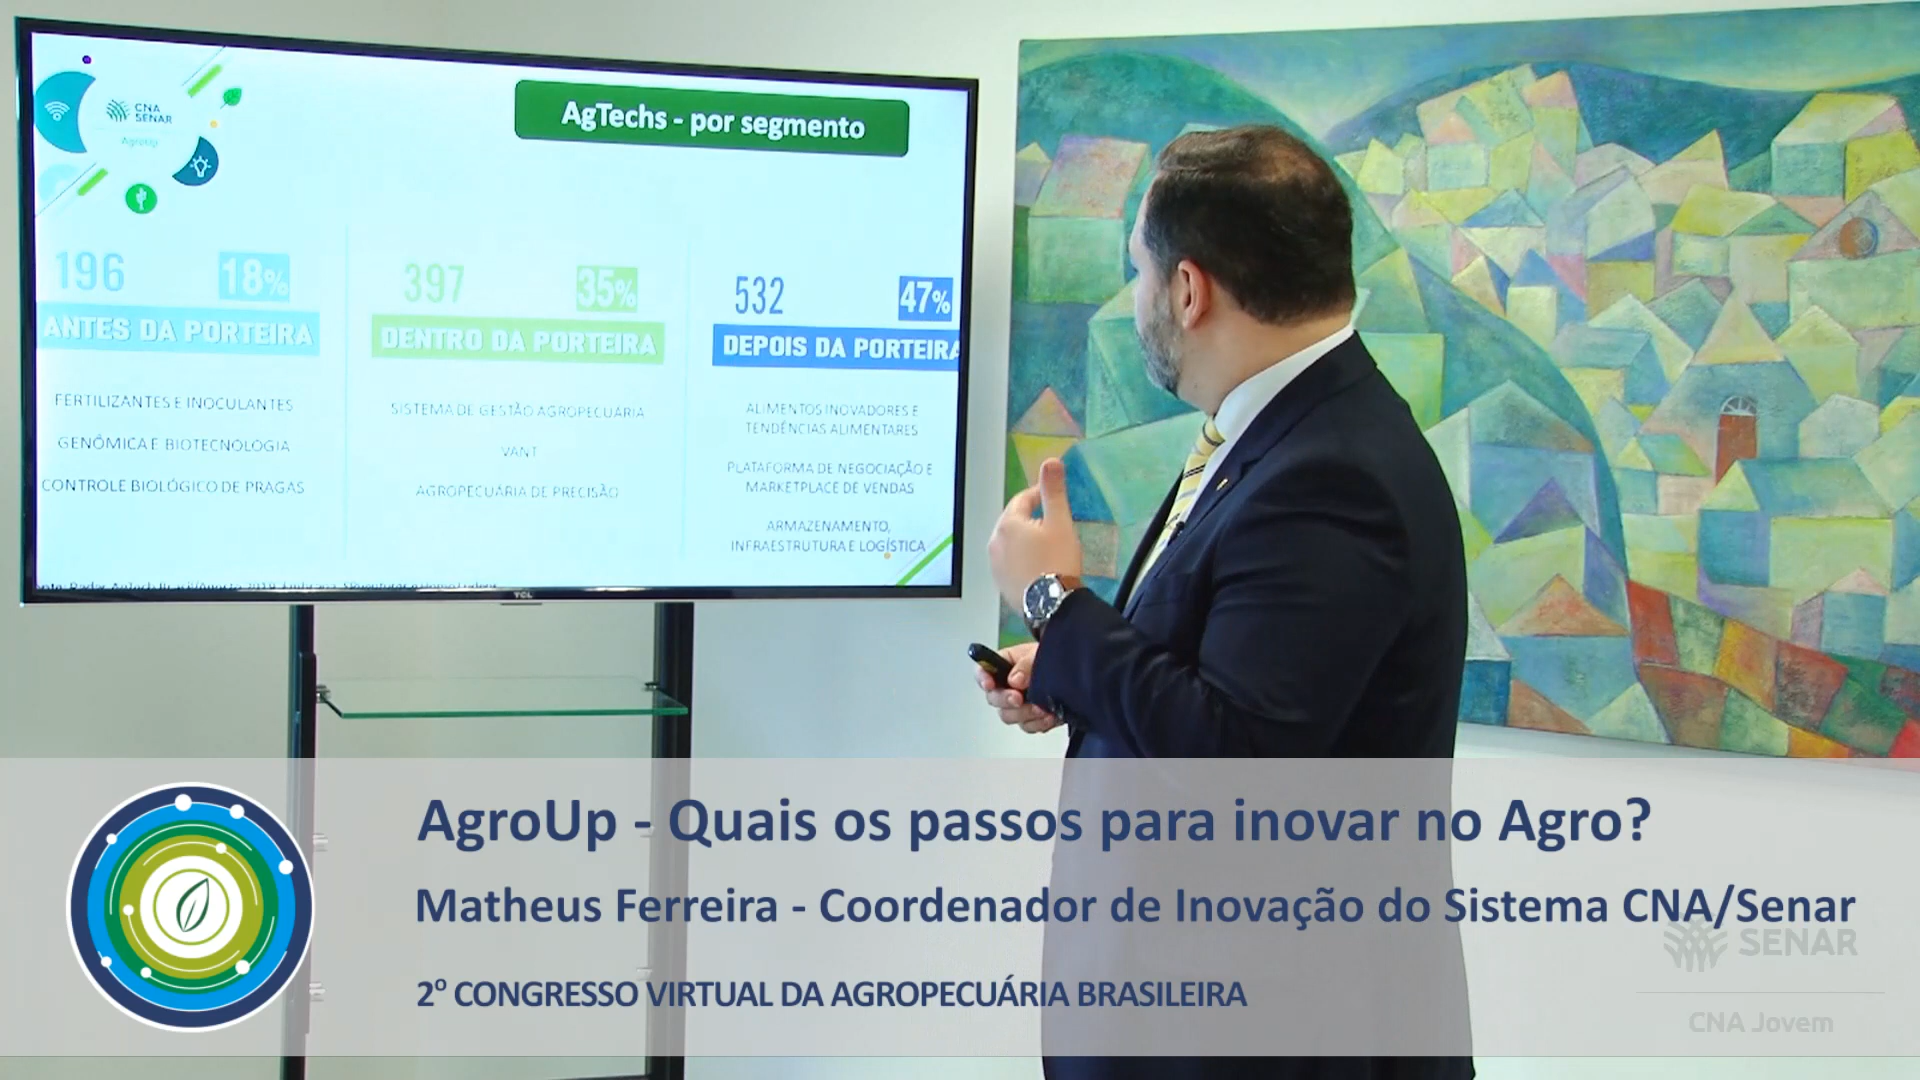 CNA
SENAR
AgroUp
AgTechs - por segmento
196 18%
ANTES DA PORTEIRA
FERTILIZANTES E INOCULANTES
GENÔMICA E BIOTECNOLOGIA
CONTROLE BIOLÓGICO DE PRAGAS
397 35%
DENTRO DA PORTEIRA
SISTEMA DE GESTÃO AGROPECUÁRIA
VANT
AGROPECUÁRIA DE PRECISÃO
532 47%
DEPOIS DA PORTEIRA
ALIMENTOS INOVADORES E
TENDÊNCIAS ALIMENTARES
PLATAFORMA DE NEGOCIAÇÃO E
MARKETPLACE DE VENDAS
ARMAZENAMENTO,
INFRAESTRUTURA E LOGÍSTICA
TCL
AgroUp - Quais os passos para inovar no Agro?
Matheus Ferreira - Coordenador de Inovação do Sistema CNA/Senar
SENAR
2º CONGRESSO VIRTUAL DA AGROPECUÁRIA BRASILEIRA
CNA Jovem